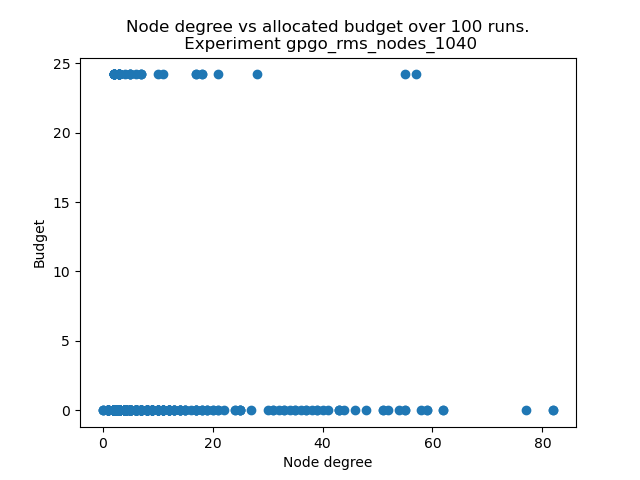 Node degree vs allocated budget over 100 runs.
Experiment gpgo_rms_nodes_1040
25
20
15
10
5
0
Budget
0 20 40 60 80
Node degree